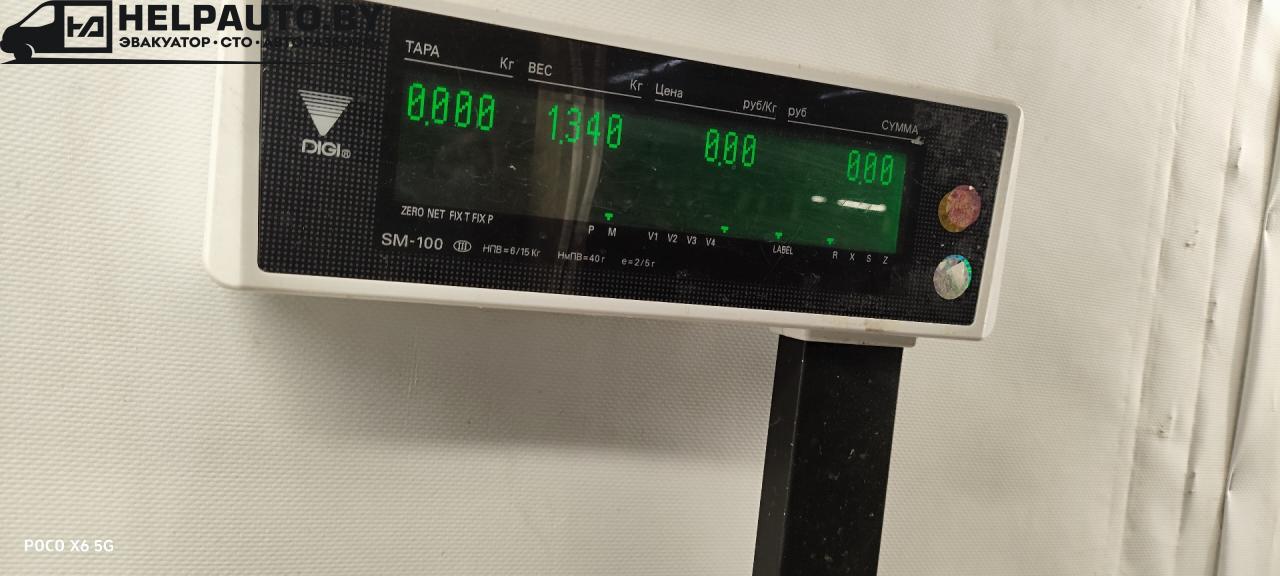 HELPAUTO.BY
ЭВАКУАТОР · СТО · АВТОРАЗБОРКА
ТАРА Кг ВЕС Кг Цена руб/Кг руб СУММА
0.000 1.340 0.00 0.00
DIGI®
ZERO NET FIX T FIX P P M V1 V2 V3 V4 LABEL R X S Z
SM-100 III НПВ=6/15 Кг НмПВ=40 г е=2/5 г
POCO X6 5G